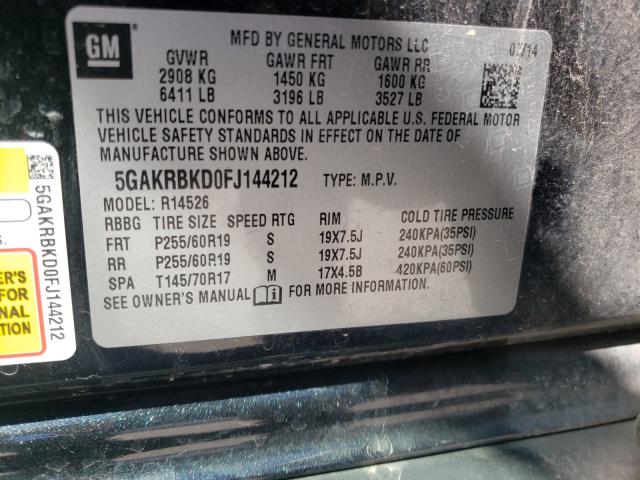 GM
MFD BY GENERAL MOTORS LLC
GVWR GAWR FRT GAWR RR
2908 KG 1450 KG 1600 KG
6411 LB 3196 LB 3527 LB
THIS VEHICLE CONFORMS TO ALL APPLICABLE U.S. FEDERAL MOTOR
VEHICLE SAFETY STANDARDS IN EFFECT ON THE DATE OF
MANUFACTURE SHOWN ABOVE.
5GAKRBKD0FJ144212 TYPE: M.P.V.
MODEL: R14526
RBBG TIRE SIZE SPEED RTG RIM COLD TIRE PRESSURE
FRT P255/60R19 S 19X7.5J 240KPA(35PSI)
RR P255/60R19 S 19X7.5J 240KPA(35PSI)
SPA T145/70R17 M 17X4.5B 420KPA(60PSI)
SEE OWNER'S MANUAL FOR MORE INFORMATION.
5GAKRBKD0FJ144212
FOR